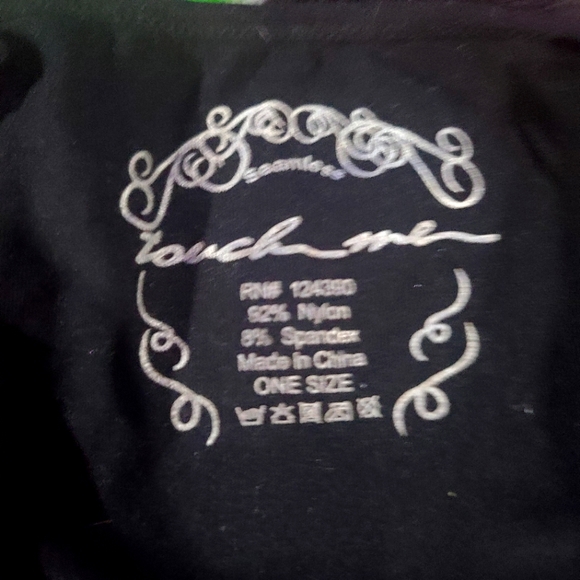 Seamless
touch me
RN# 124390
92% Nylon
8% Spandex
Made In China
ONE SIZE